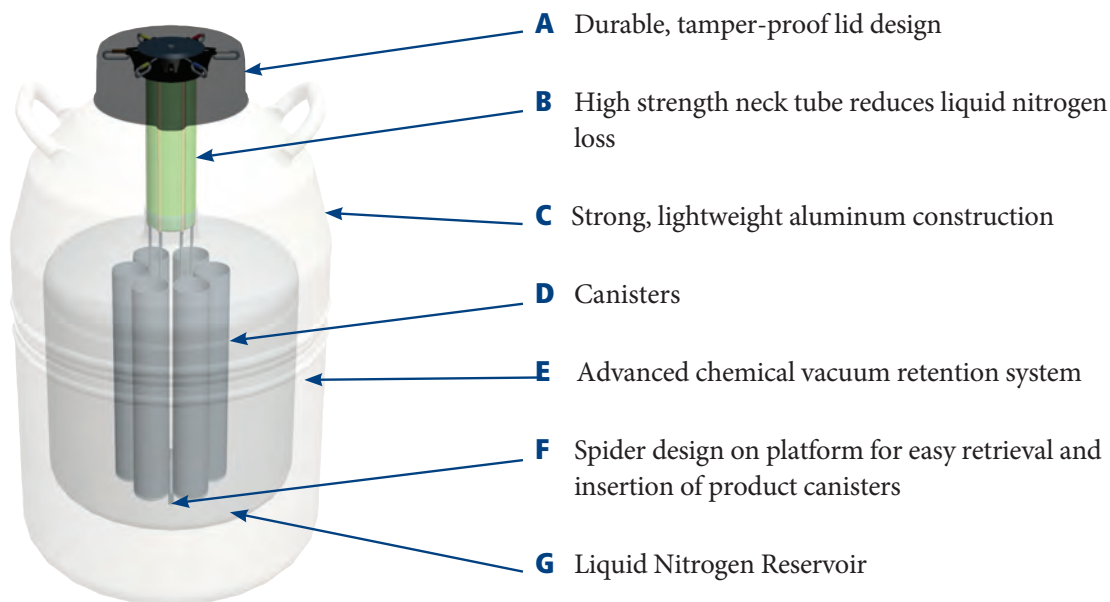 A Durable, tamper-proof lid design
B High strength neck tube reduces liquid nitrogen
loss
C Strong, lightweight aluminum construction
D Canisters
E Advanced chemical vacuum retention system
F Spider design on platform for easy retrieval and
insertion of product canisters
G Liquid Nitrogen Reservoir